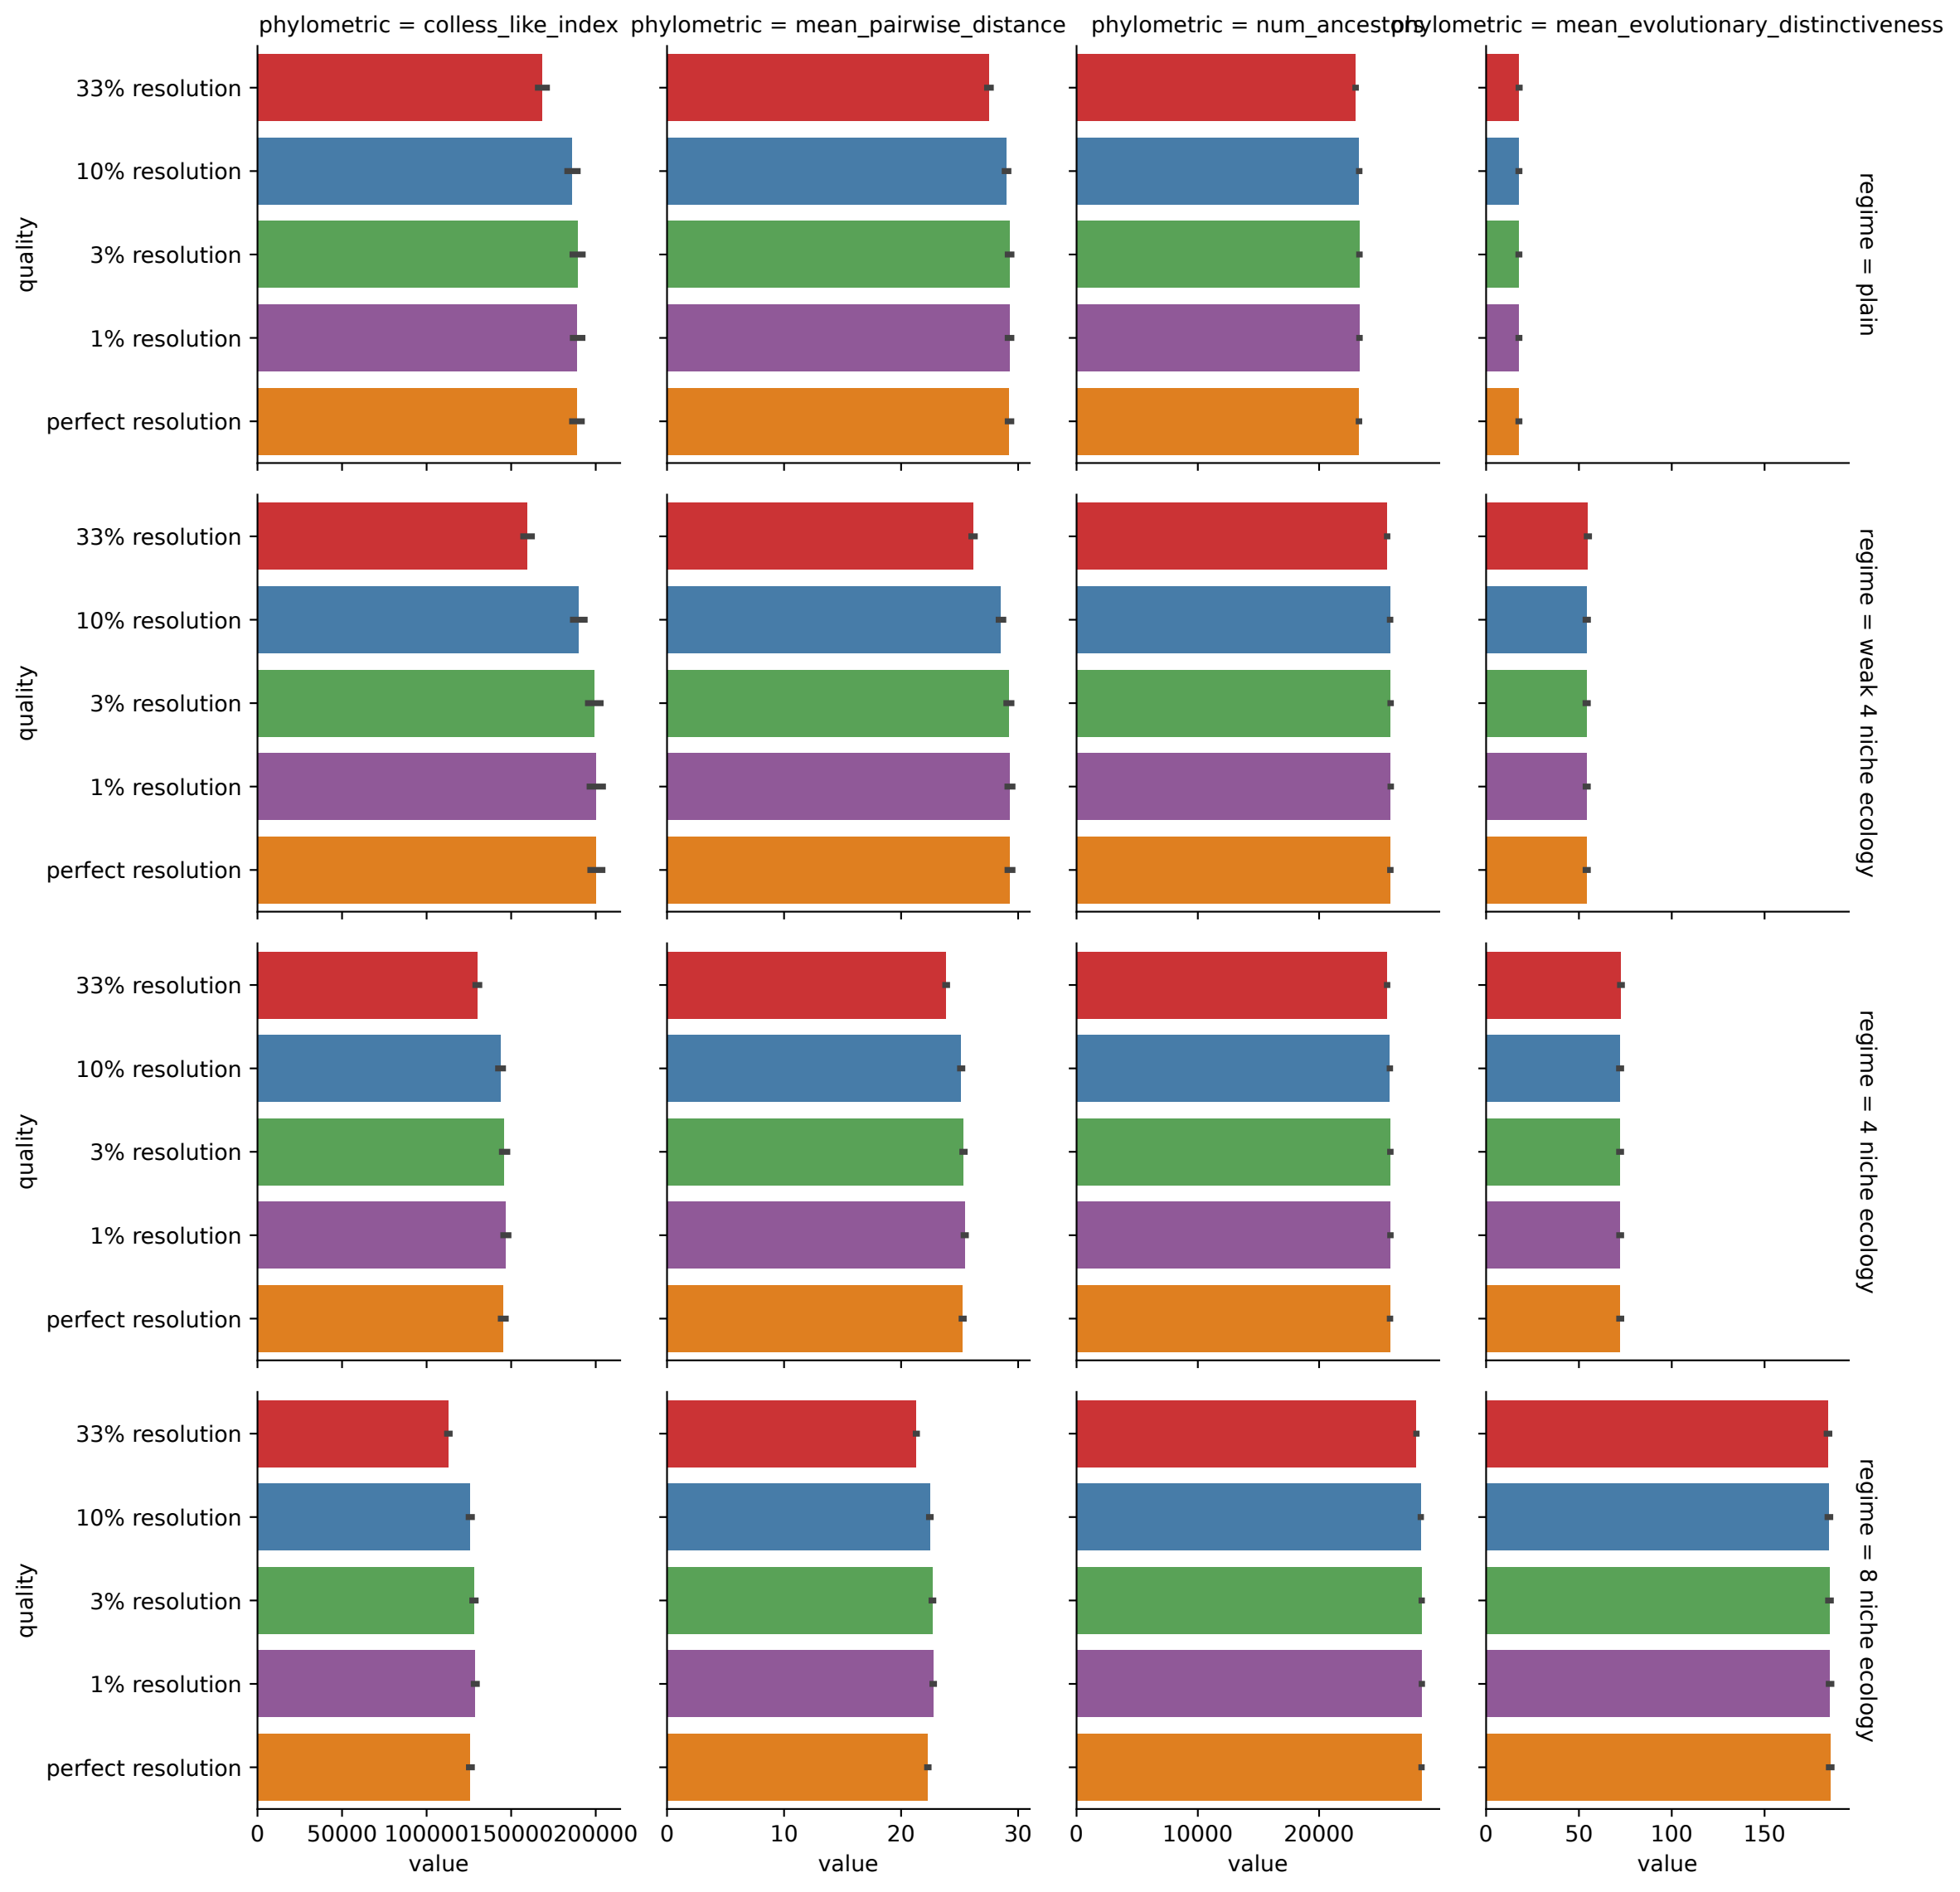 phylometric = colless_like_index
phylometric = mean_pairwise_distance
phylometric = num_ancestors
phylometric = mean_evolutionary_distinctiveness
quality
33% resolution
10% resolution
3% resolution
1% resolution
perfect resolution
regime = plain
quality
33% resolution
10% resolution
3% resolution
1% resolution
perfect resolution
regime = weak 4 niche ecology
quality
33% resolution
10% resolution
3% resolution
1% resolution
perfect resolution
regime = 4 niche ecology
quality
33% resolution
10% resolution
3% resolution
1% resolution
perfect resolution
regime = 8 niche ecology
0 50000 100000 150000 200000
0 10 20 30
0 10000 20000
0 50 100 150
value
value
value
value